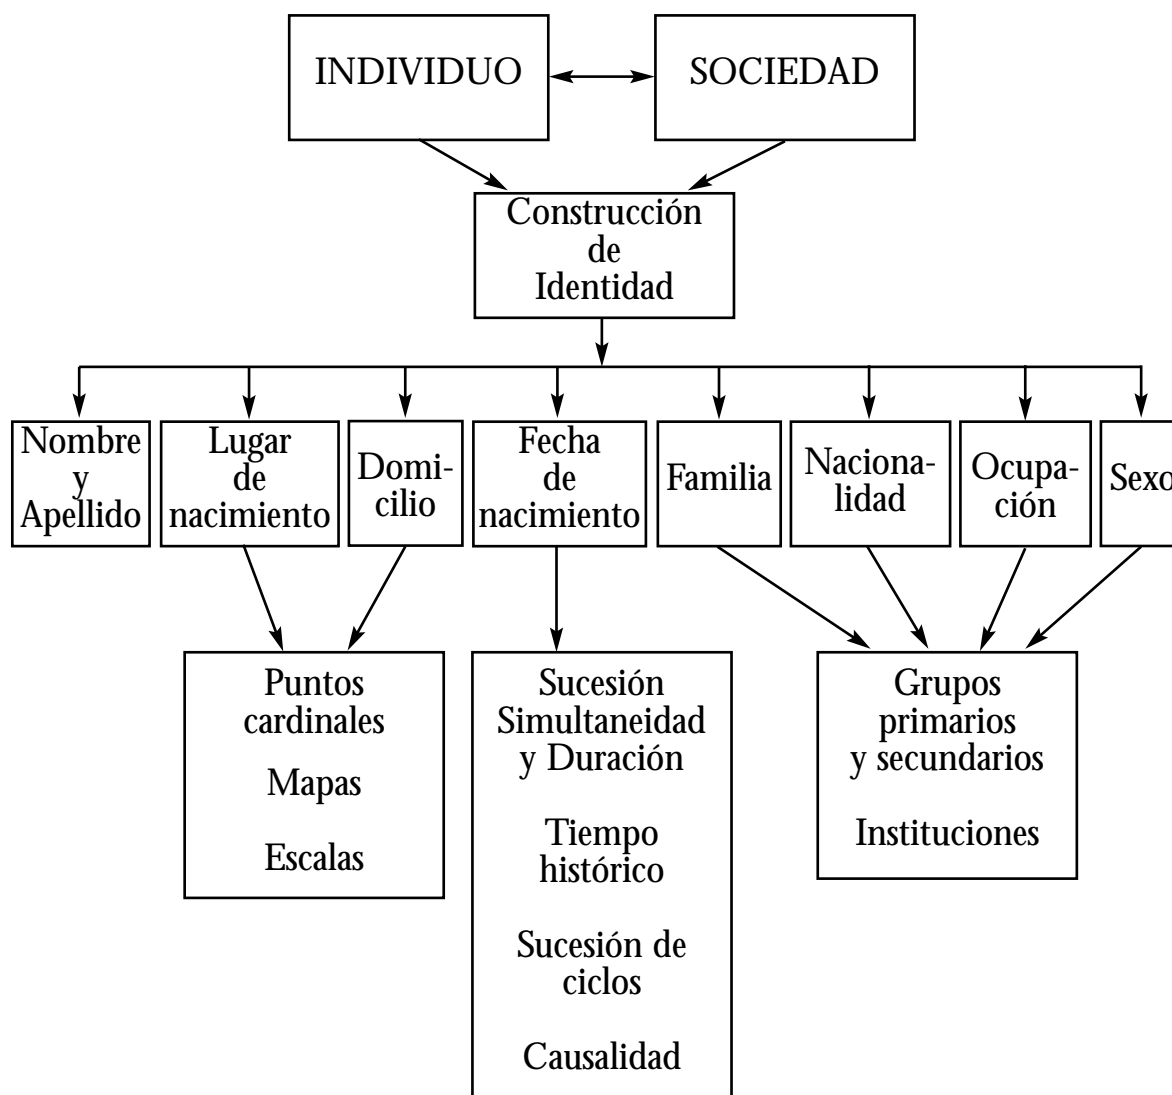 INDIVIDUO
SOCIEDAD
Construcción
de
Identidad
Nombre
y
Apellido
Lugar
de
nacimiento
Domi-
cilio
Fecha
de
nacimiento
Familia
Naciona-
lidad
Ocupa-
ción
Sexo
Puntos
cardinales
Mapas
Escalas
Sucesión
Simultaneidad
y Duración
Tiempo
histórico
Sucesión de
ciclos
Causalidad
Grupos
primarios
y secundarios
Instituciones